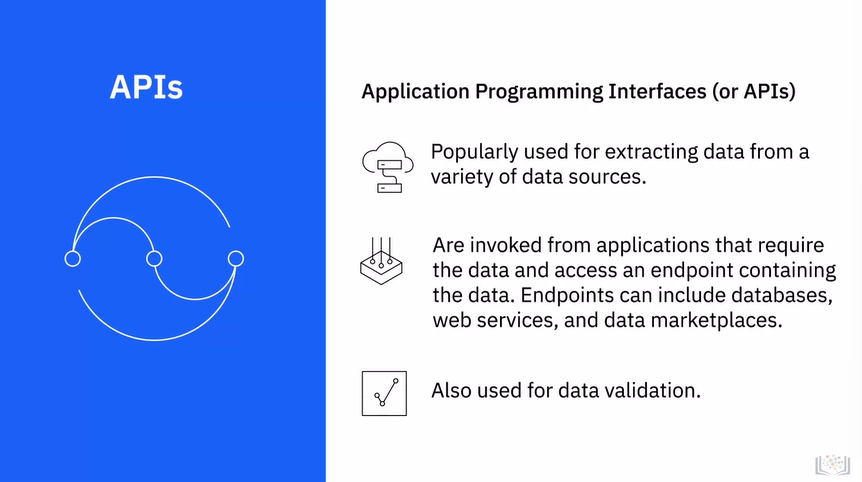 APIs
Application Programming Interfaces (or APIs)
Popularly used for extracting data from a
variety of data sources.
Are invoked from applications that require
the data and access an endpoint containing
the data. Endpoints can include databases,
web services, and data marketplaces.
Also used for data validation.